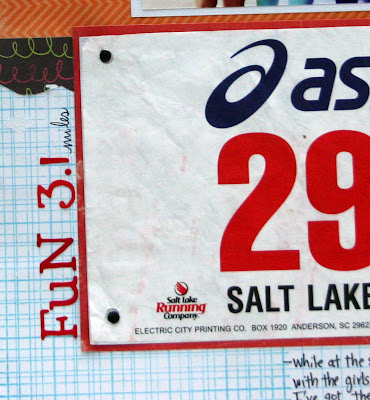 FuN 3.1
miles
as
29
Salt Lake
Running
Company
SALT LAKE
ELECTRIC CITY PRINTING CO. BOX 1920 ANDERSON, SC 2962
-While at the s
with the girls
I've got the